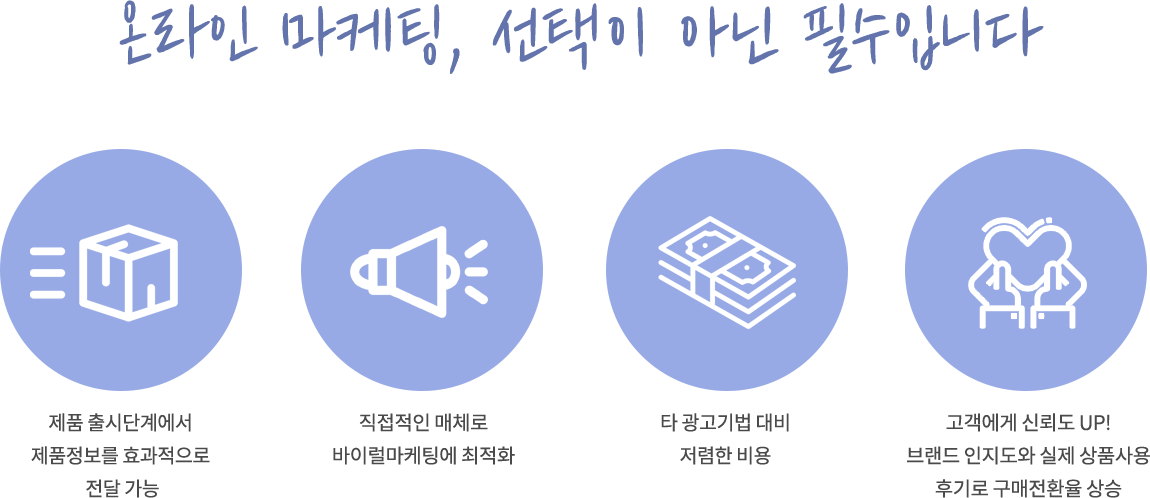 온라인 마케팅, 선택이 아닌 필수입니다
제품 출시단계에서
제품정보를 효과적으로
전달 가능
직접적인 매체로
바이럴마케팅에 최적화
타 광고기법 대비
저렴한 비용
고객에게 신뢰도 UP!
브랜드 인지도와 실제 상품사용
후기로 구매전환율 상승